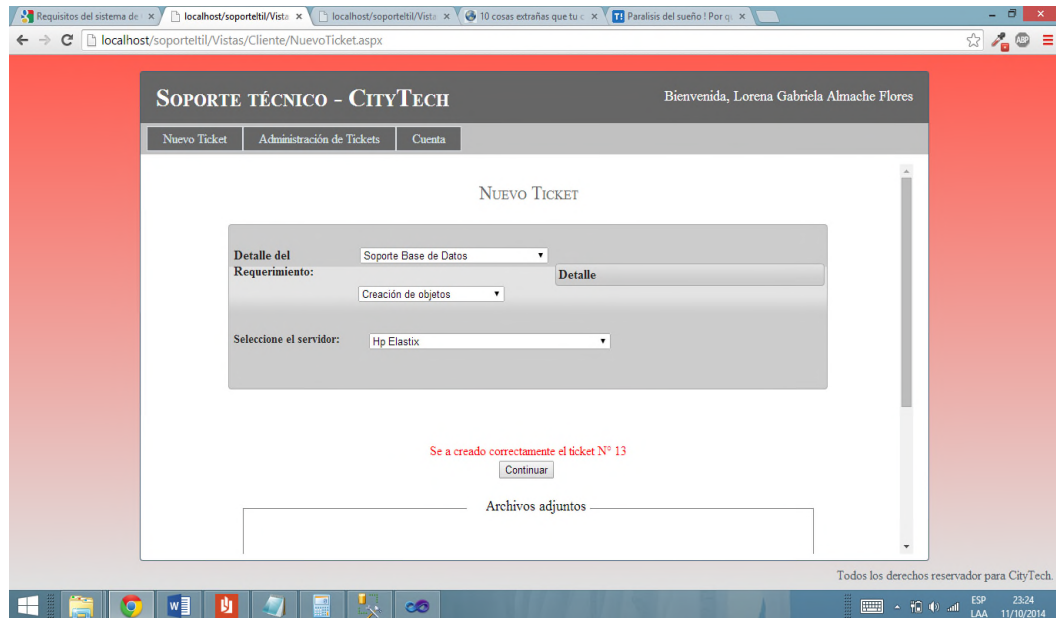 Requisitos del sistema de
localhost/soporteltil/Vista
localhost/soporteltil/Vista
10 cosas extrañas que tu c
Paralisis del sueño ! Por q
localhost/soporteltil/Vistas/Cliente/NuevoTicket.aspx
ABP
SOPORTE TÉCNICO - CITYTECH
Bienvenida, Lorena Gabriela Almache Flores
Nuevo Ticket
Administración de Tickets
Cuenta
NUEVO TICKET
Detalle del
Requerimiento:
Soporte Base de Datos
Detalle
Creación de objetos
Seleccione el servidor:
Hp Elastix
Se a creado correctamente el ticket N° 13
Continuar
Archivos adjuntos
Todos los derechos reservador para CityTech.
ESP
LAA
23:24
11/10/2014